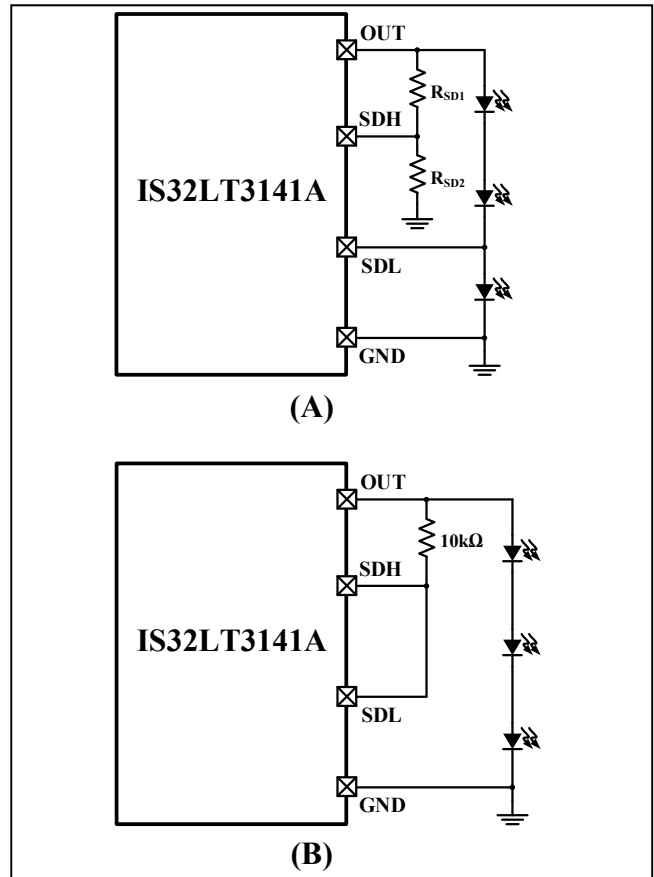 OUT
R_SD1
SDH
IS32LT3141A
R_SD2
SDL
GND
(A)
OUT
10kΩ
SDH
IS32LT3141A
SDL
GND
(B)